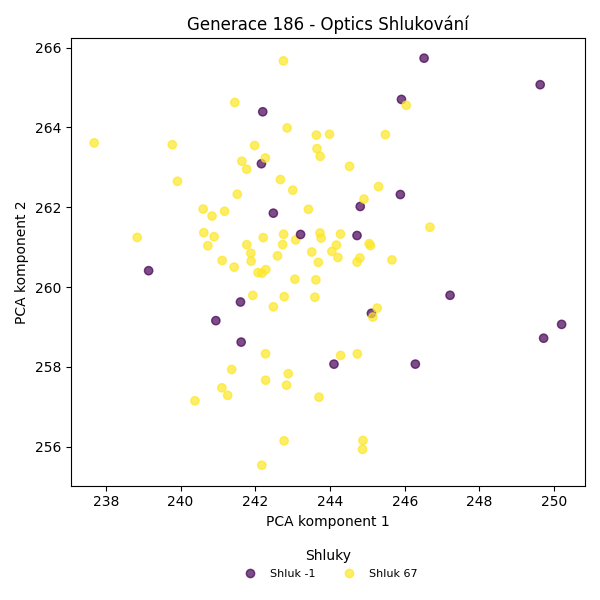 Generace 186 - Optics Shlukování
PCA komponent 2
266
264
262
260
258
256
238 240 242 244 246 248 250
PCA komponent 1
Shluky
Shluk -1 Shluk 67